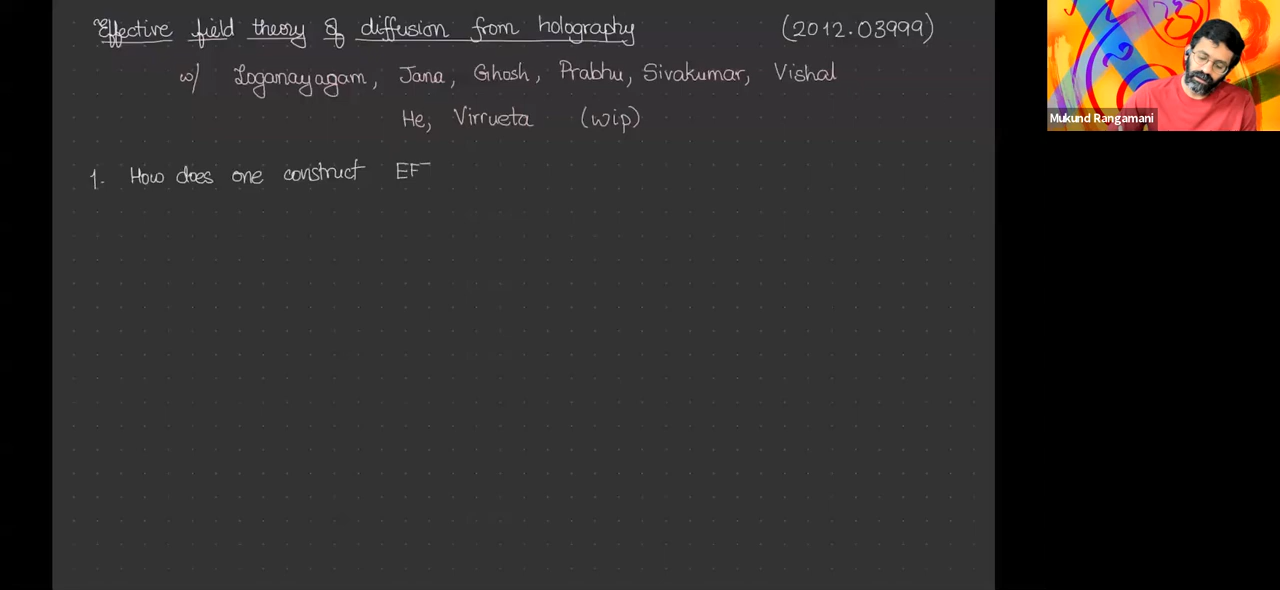 Effective field theory of diffusion from holography (2012.03999)
w/ Loganayagam, Jana, Ghosh, Prabhu, Sivakumar, Vishal
He, Virrueta (wip)
1. How does one construct EF
Mukund Rangamani